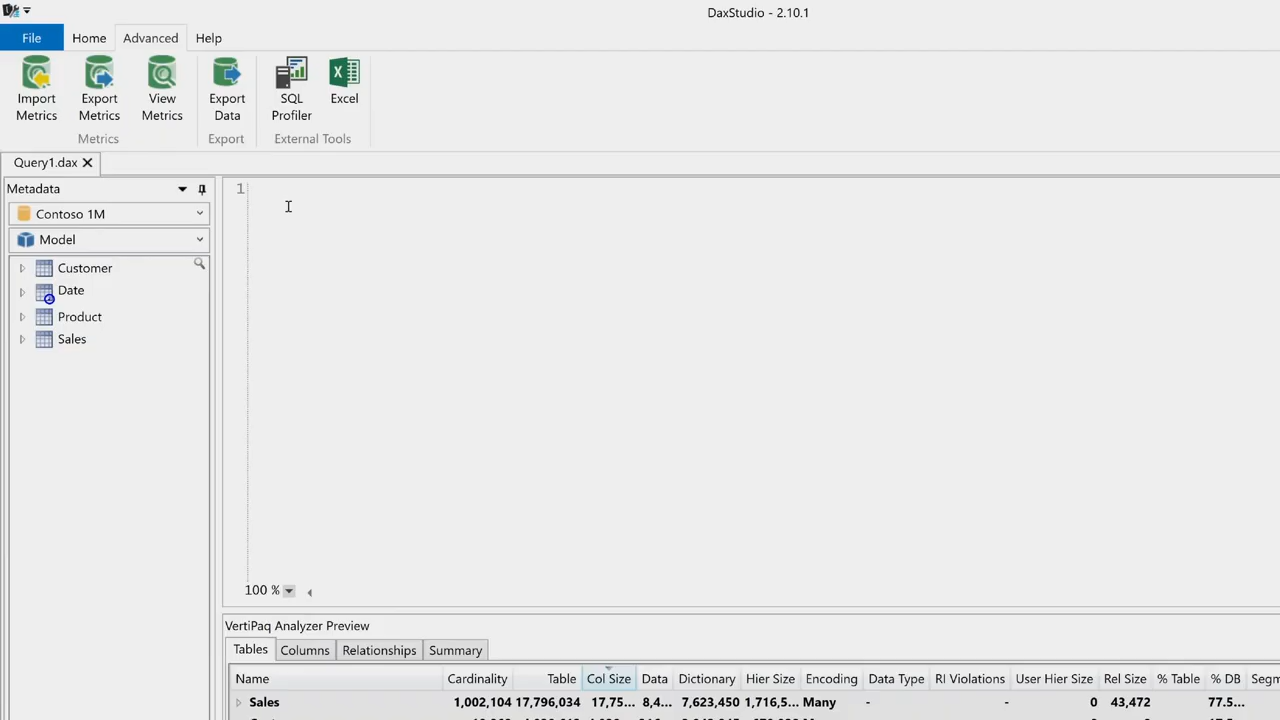 DaxStudio - 2.10.1
File Home Advanced Help
Import Metrics Export Metrics View Metrics Export Data SQL Profiler Excel
Metrics Export External Tools
Query1.dax
Metadata
1
Contoso 1M
Model
Customer
Date
Product
Sales
100 %
VertiPaq Analyzer Preview
Tables Columns Relationships Summary
Name Cardinality Table Col Size Data Dictionary Hier Size Encoding Data Type RI Violations User Hier Size Rel Size % Table % DB Segm
Sales 1,002,104 17,796,034 17,75... 8,4... 7,623,450 1,716,5... Many - - 0 43,472 77.5...